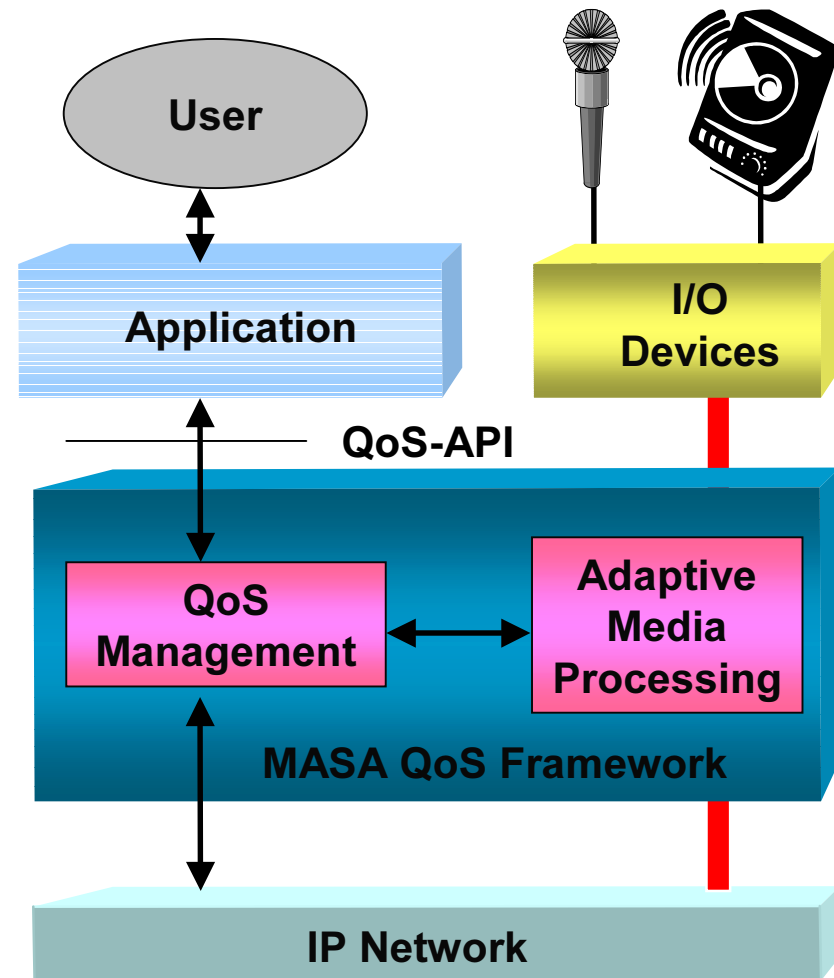 User
Application
I/O
Devices
QoS-API
QoS
Management
Adaptive
Media
Processing
MASA QoS Framework
IP Network